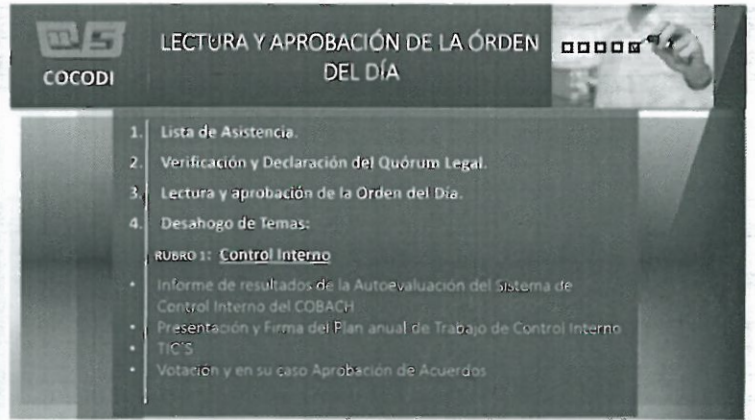 LECTURA Y APROBACIÓN DE LA ÓRDEN
DEL DÍA
COCODI
1. Lista de Asistencia.
2. Verificación y Declaración del Quórum Legal.
3. Lectura y aprobación de la Orden del Día.
4. Desahogo de Temas:
RUBRO 1: Control Interno
• Informe de resultados de la Autoevaluación del Sistema de
Control Interno del COBACH
• Presentación y Firma del Plan anual de Trabajo de Control Interno
• TIC'S
• Votación y en su caso Aprobación de Acuerdos